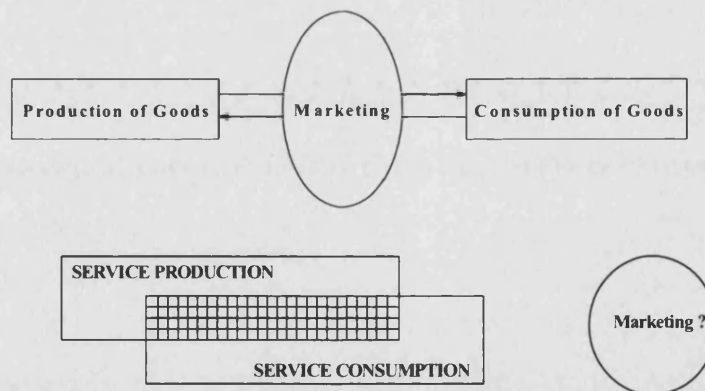 Production of Goods
Marketing
Consumption of Goods
SERVICE PRODUCTION
SERVICE CONSUMPTION
Marketing ?